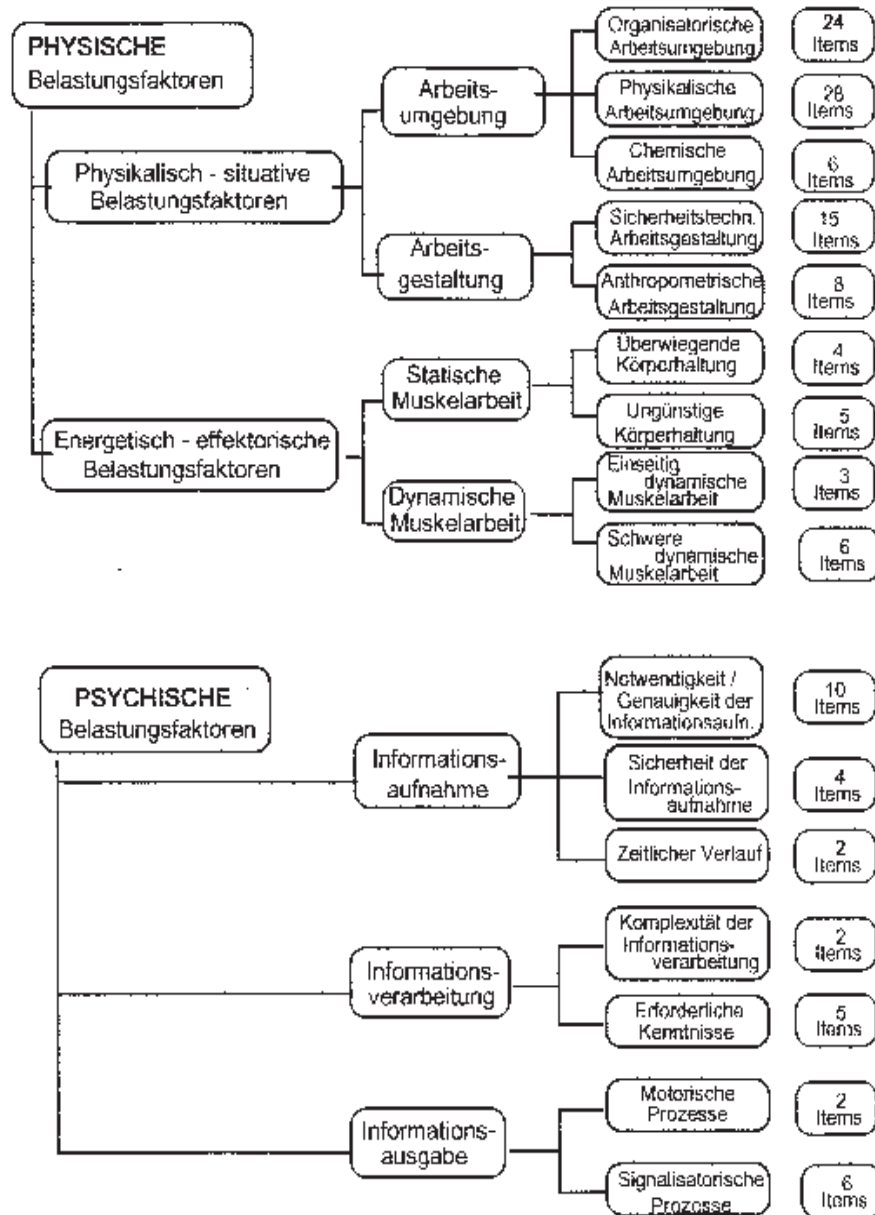 PHYSISCHE
Belastungsfaktoren
Physikalisch - situative
Belastungsfaktoren
Arbeits-
umgebung
Organisatorische
Arbeitsumgebung
24
Items
Physikalische
Arbeitsumgebung
28
Items
Chemische
Arbeitsumgebung
6
Items
Arbeits-
gestaltung
Sicherheitstechn.
Arbeitsgestaltung
15
Items
Anthropometrische
Arbeitsgestaltung
8
Items
Energetisch - effektorische
Belastungsfaktoren
Statische
Muskelarbeit
Überwiegende
Körperhaltung
4
Items
Ungünstige
Körperhaltung
5
Items
Dynamische
Muskelarbeit
Einseitig
dynamische
Muskelarbeit
3
Items
Schwere
dynamische
Muskelarbeit
6
Items
PSYCHISCHE
Belastungsfaktoren
Informations-
aufnahme
Notwendigkeit /
Genauigkeit der
Informationsaufn.
10
Items
Sicherheit der
Informations-
aufnahme
4
Items
Zeitlicher Verlauf
2
Items
Informations-
verarbeitung
Komplexität der
Informations-
verarbeitung
2
Items
Erforderliche
Kenntnisse
5
Items
Informations-
ausgabe
Motorische
Prozesse
2
Items
Signalisatorische
Prozesse
6
Items